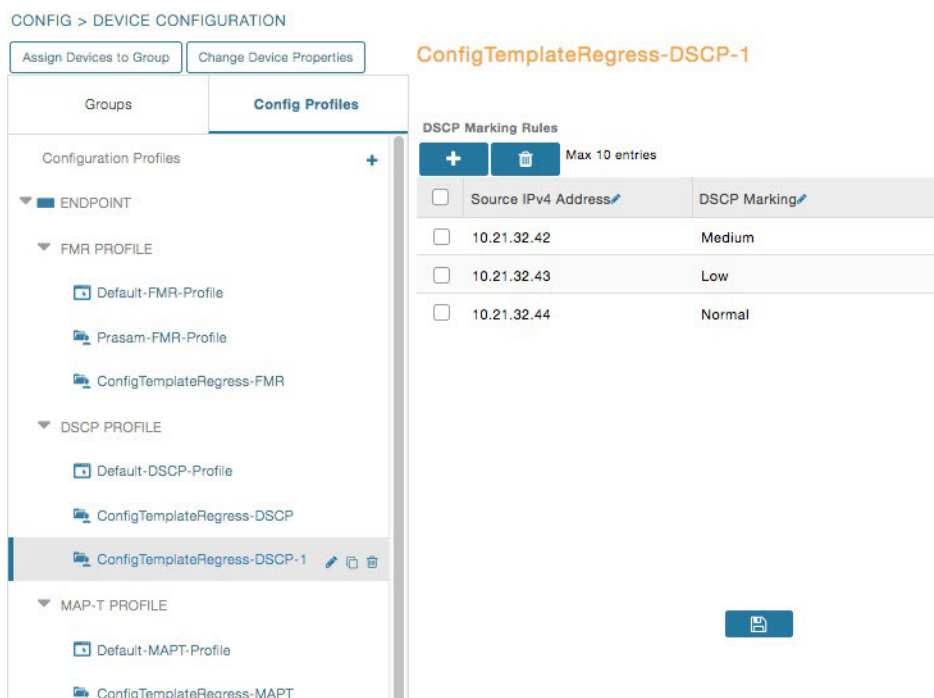 CONFIG > DEVICE CONFIGURATION
Assign Devices to Group
Change Device Properties
Groups
Config Profiles
Configuration Profiles
ENDPOINT
FMR PROFILE
Default-FMR-Profile
Prasam-FMR-Profile
ConfigTemplateRegress-FMR
DSCP PROFILE
Default-DSCP-Profile
ConfigTemplateRegress-DSCP
ConfigTemplateRegress-DSCP-1
MAP-T PROFILE
Default-MAPT-Profile
ConfigTemplateRegress-MAPT
ConfigTemplateRegress-DSCP-1
DSCP Marking Rules
Max 10 entries
Source IPv4 Address DSCP Marking
10.21.32.42 Medium
10.21.32.43 Low
10.21.32.44 Normal